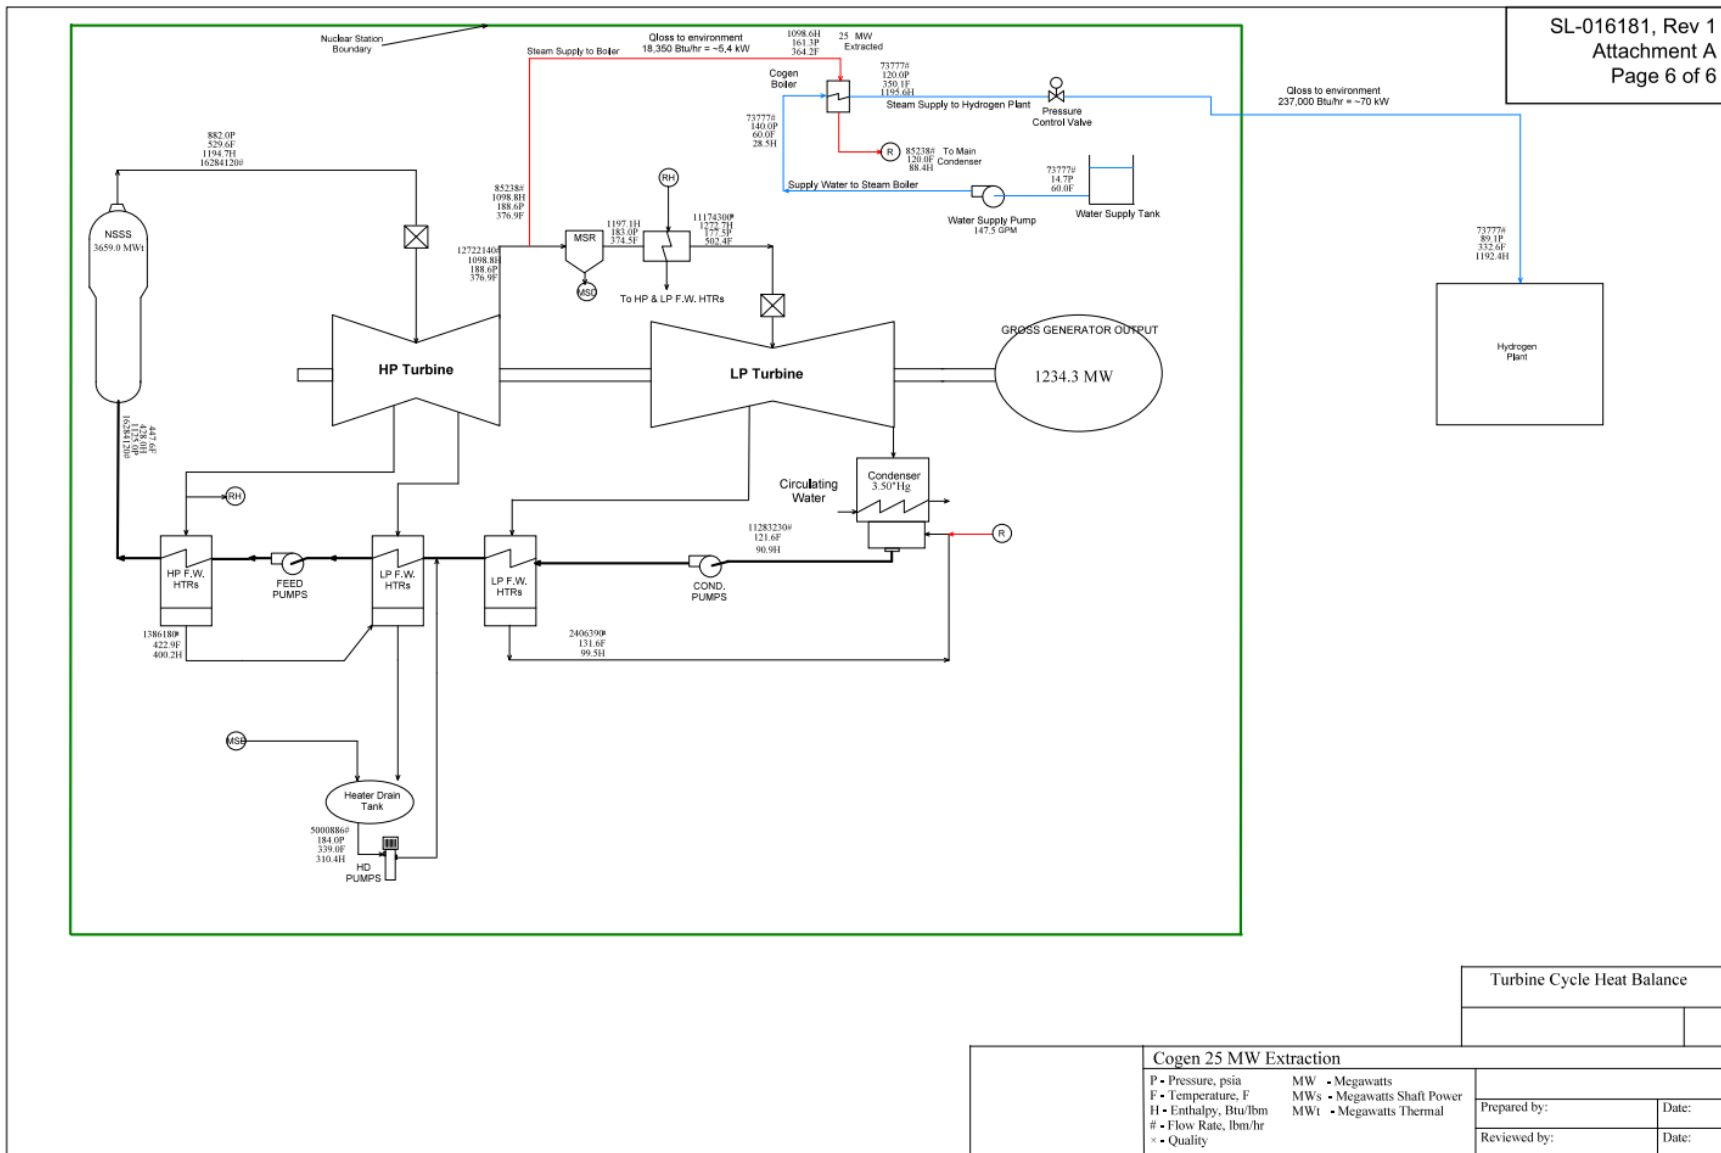 SL-016181, Rev 1
Attachment A
Page 6 of 6
Nuclear Station
Boundary
Steam Supply to Boiler
Qloss to environment
18,350 Btu/hr = ~5,4 kW
1098.6H
161.3P
364.2F
25 MW
Extracted
Cogen
Boiler
73777#
120.0P
350.1F
1195.6H
Steam Supply to Hydrogen Plant
Pressure
Control Valve
Qloss to environment
237,000 Btu/hr = ~70 kW
73777#
140.0P
60.0F
28.5H
R
85238#
120.0F
88.4H
To Main
Condenser
Supply Water to Steam Boiler
73777#
14.7P
60.0F
Water Supply Pump
147.5 GPM
Water Supply Tank
882.0P
529.6F
1194.7H
16284120#
NSSS
3659.0 MWt
85238#
1098.8H
188.6P
376.9F
12722140#
1098.8H
188.6P
376.9F
MSR
MSD
1197.1H
183.0P
374.5F
RH
11174300#
1272.7H
177.5P
502.4F
To HP & LP F.W. HTRs
73777#
89.1P
332.6F
1192.4H
Hydrogen
Plant
HP Turbine
LP Turbine
GROSS GENERATOR OUTPUT
1234.3 MW
447.6F
428.0H
1125.0P
16284120#
RH
Condenser
3.50"Hg
Circulating
Water
R
11283230#
121.6F
90.9H
HP F.W.
HTRs
FEED
PUMPS
LP F.W.
HTRs
LP F.W.
HTRs
COND.
PUMPS
1386180#
422.9F
400.2H
2406390#
131.6F
99.5H
MSD
Heater Drain
Tank
5000886#
184.0P
339.0F
310.4H
HD
PUMPS
Turbine Cycle Heat Balance
Cogen 25 MW Extraction
P - Pressure, psia
F - Temperature, F
H - Enthalpy, Btu/lbm
# - Flow Rate, lbm/hr
× - Quality
MW - Megawatts
MWs - Megawatts Shaft Power
MWt - Megawatts Thermal
Prepared by:
Date:
Reviewed by:
Date: